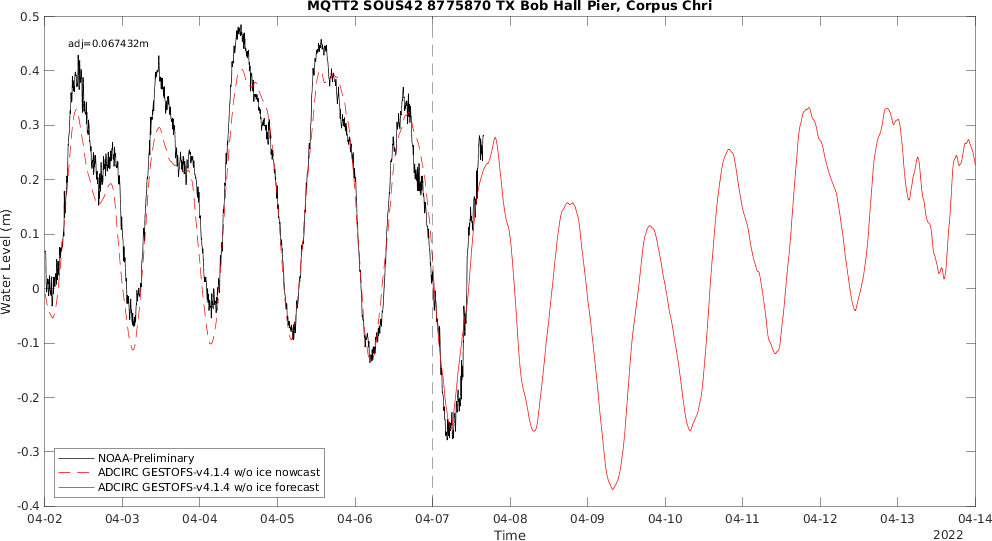 MQTT2 SOUS42 8775870 TX Bob Hall Pier, Corpus Chri
adj=0.067432m
0.5
0.4
0.3
0.2
0.1
0
-0.1
-0.2
-0.3
-0.4
Water Level (m)
NOAA-Preliminary
ADCIRC GESTOFS-v4.1.4 w/o ice nowcast
ADCIRC GESTOFS-v4.1.4 w/o ice forecast
04-02 04-03 04-04 04-05 04-06 04-07 04-08 04-09 04-10 04-11 04-12 04-13 04-14
Time
2022